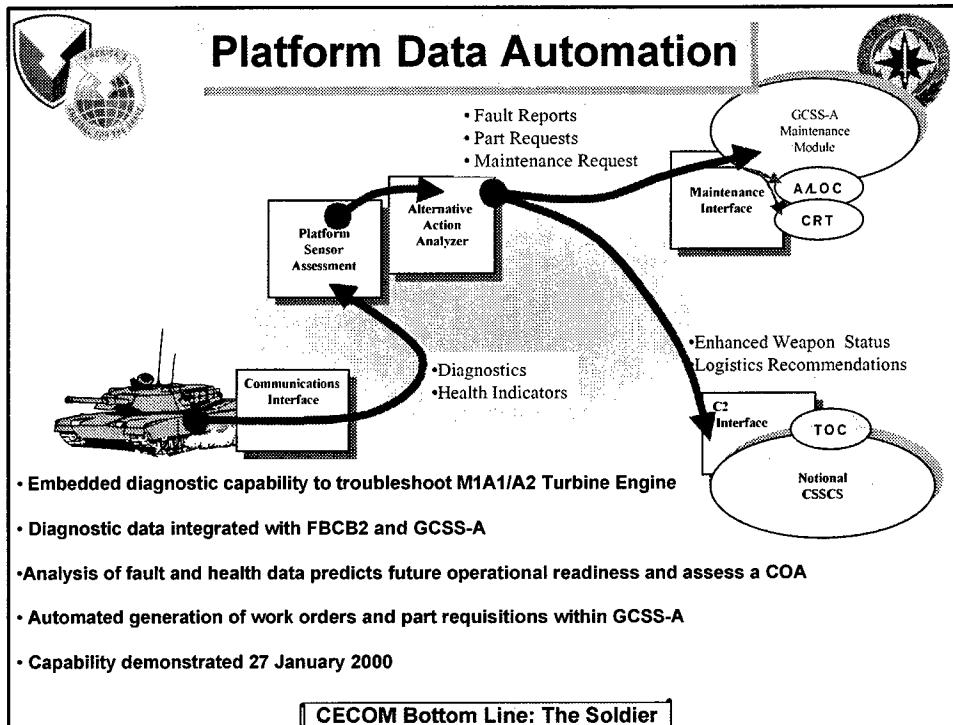 Platform Data Automation
• Fault Reports
• Part Requests
• Maintenance Request
GCSS-A
Maintenance
Module
Maintenance
Interface
A/LOC
CRT
Alternative
Action
Analyzer
Platform
Sensor
Assessment
Communications
Interface
•Diagnostics
•Health Indicators
•Enhanced Weapon Status
•Logistics Recommendations
C2
Interface
TOC
Notional
CSSCS
• Embedded diagnostic capability to troubleshoot M1A1/A2 Turbine Engine
• Diagnostic data integrated with FBCB2 and GCSS-A
•Analysis of fault and health data predicts future operational readiness and assess a COA
• Automated generation of work orders and part requisitions within GCSS-A
• Capability demonstrated 27 January 2000
CECOM Bottom Line: The Soldier